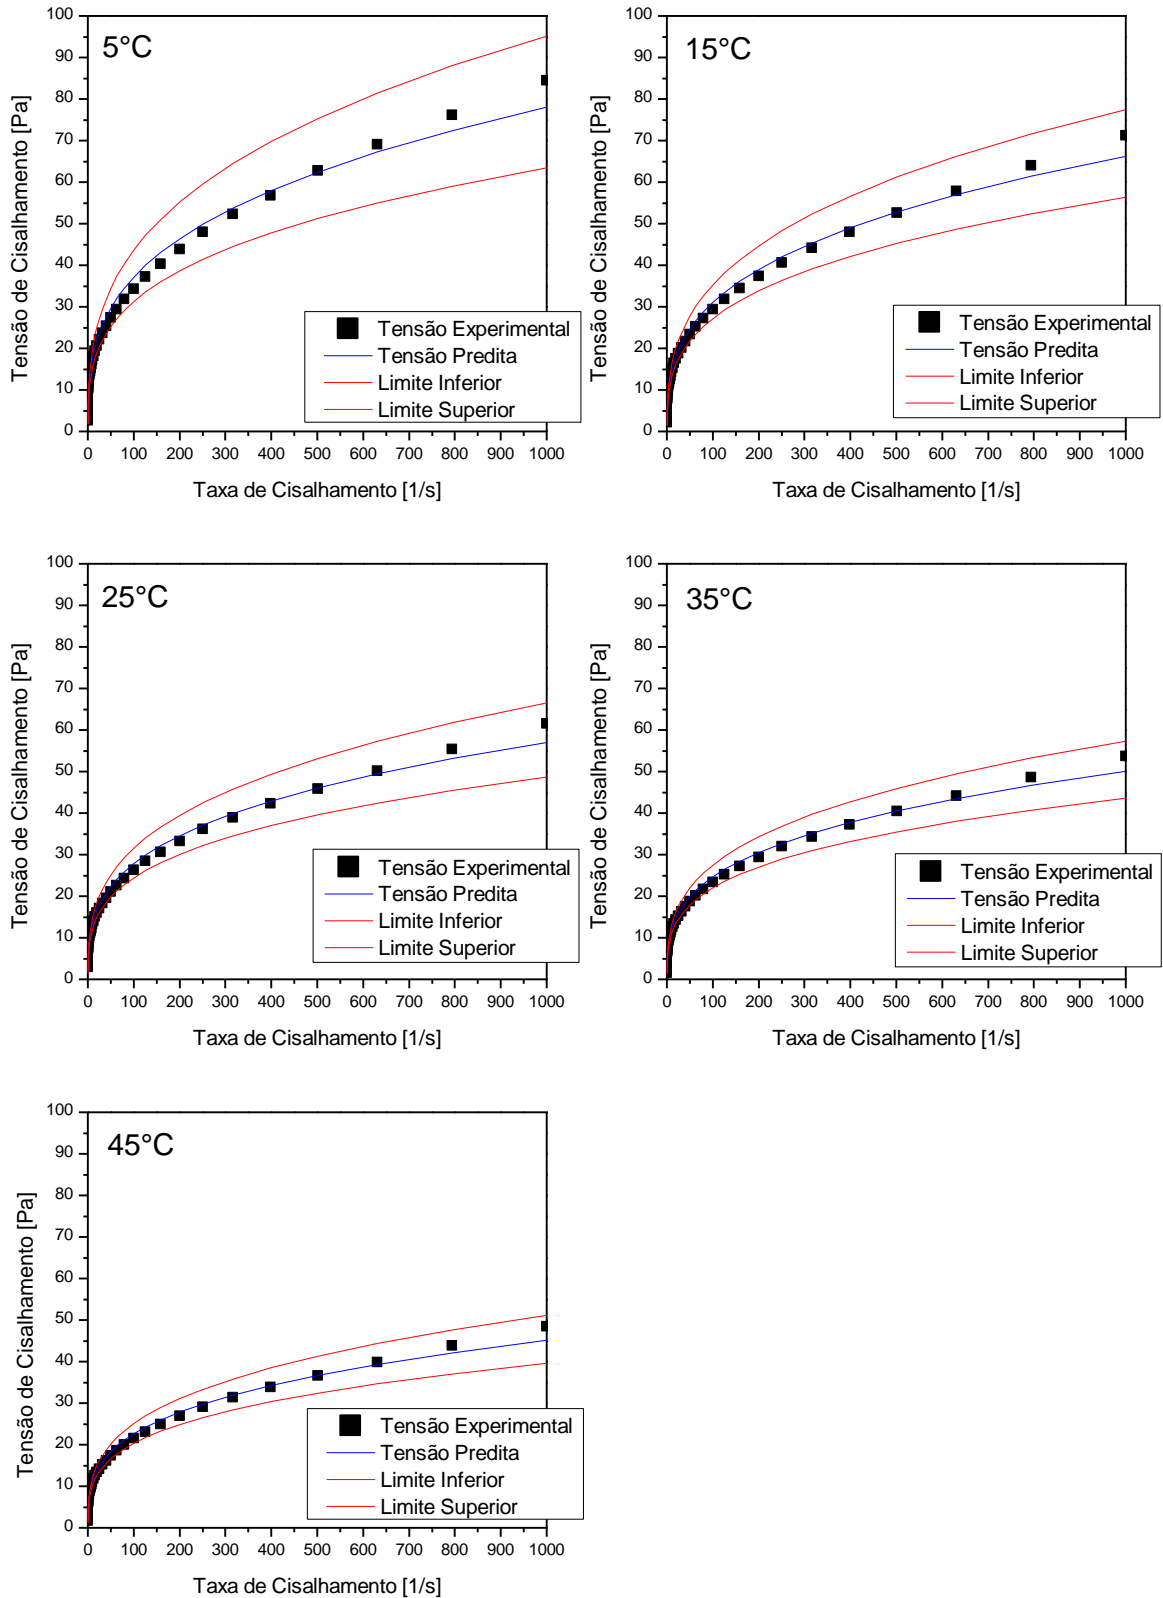 100
90
80
70
60
50
40
30
20
10
0
Tensão de Cisalhamento [Pa]
5°C
Tensão Experimental
Tensão Predita
Limite Inferior
Limite Superior
0 100 200 300 400 500 600 700 800 900 1000
Taxa de Cisalhamento [1/s]
100
90
80
70
60
50
40
30
20
10
0
Tensão de Cisalhamento [Pa]
15°C
Tensão Experimental
Tensão Predita
Limite Inferior
Limite Superior
0 100 200 300 400 500 600 700 800 900 1000
Taxa de Cisalhamento [1/s]
100
90
80
70
60
50
40
30
20
10
0
Tensão de Cisalhamento [Pa]
25°C
Tensão Experimental
Tensão Predita
Limite Inferior
Limite Superior
0 100 200 300 400 500 600 700 800 900 1000
Taxa de Cisalhamento [1/s]
100
90
80
70
60
50
40
30
20
10
0
Tensão de Cisalhamento [Pa]
35°C
Tensão Experimental
Tensão Predita
Limite Inferior
Limite Superior
0 100 200 300 400 500 600 700 800 900 1000
Taxa de Cisalhamento [1/s]
100
90
80
70
60
50
40
30
20
10
0
Tensão de Cisalhamento [Pa]
45°C
Tensão Experimental
Tensão Predita
Limite Inferior
Limite Superior
0 100 200 300 400 500 600 700 800 900 1000
Taxa de Cisalhamento [1/s]